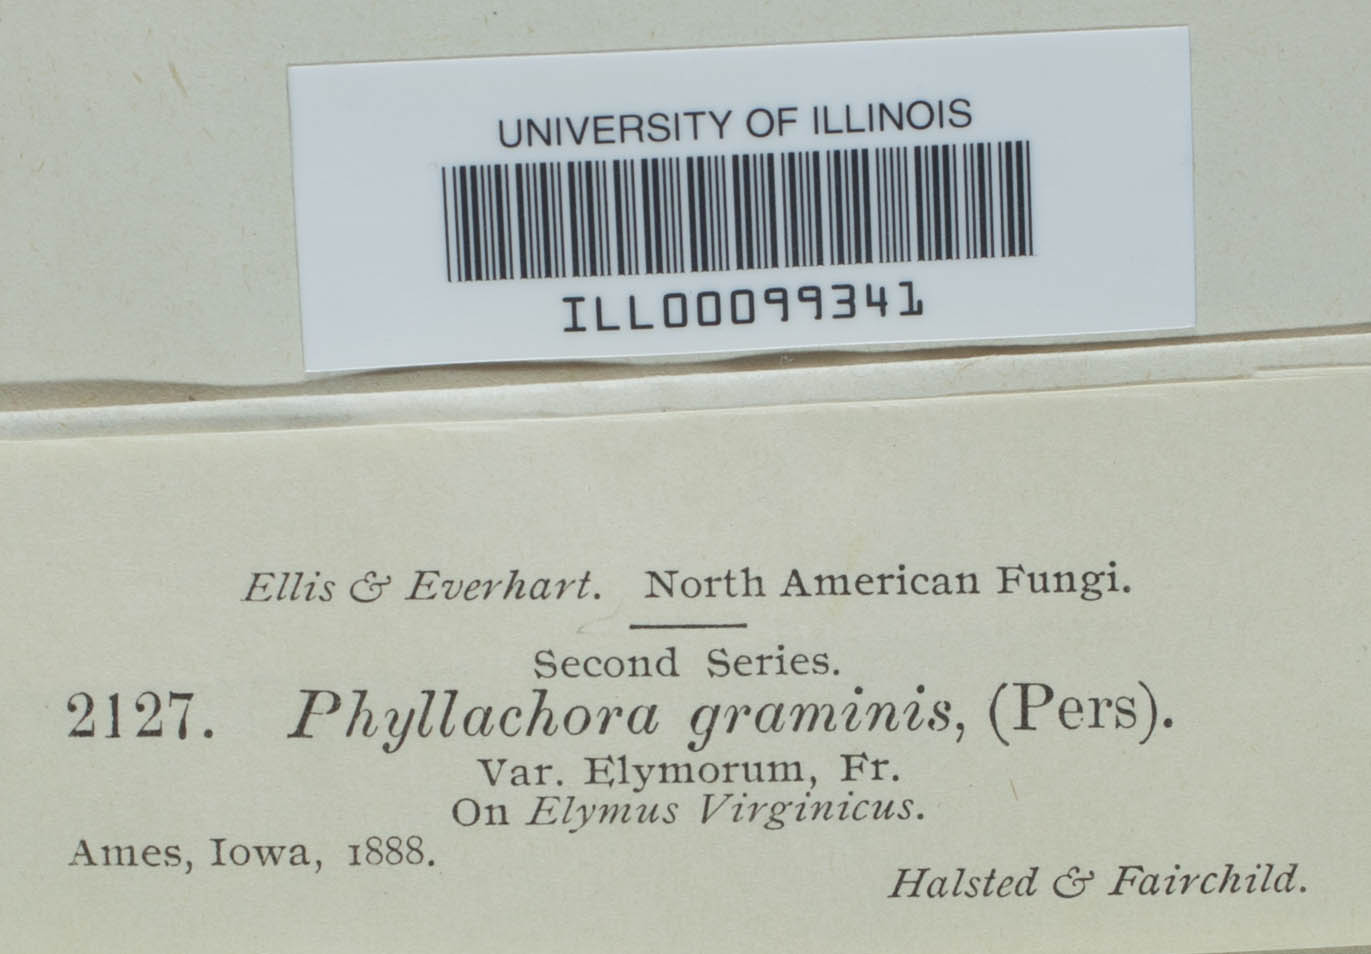 UNIVERSITY OF ILLINOIS
ILL00099341
Ellis & Everhart. North American Fungi.
Second Series.
2127. Phyllachora graminis, (Pers).
Var. Elymorum, Fr.
On Elymus Virginicus.
Ames, Iowa, 1888.
Halsted & Fairchild.